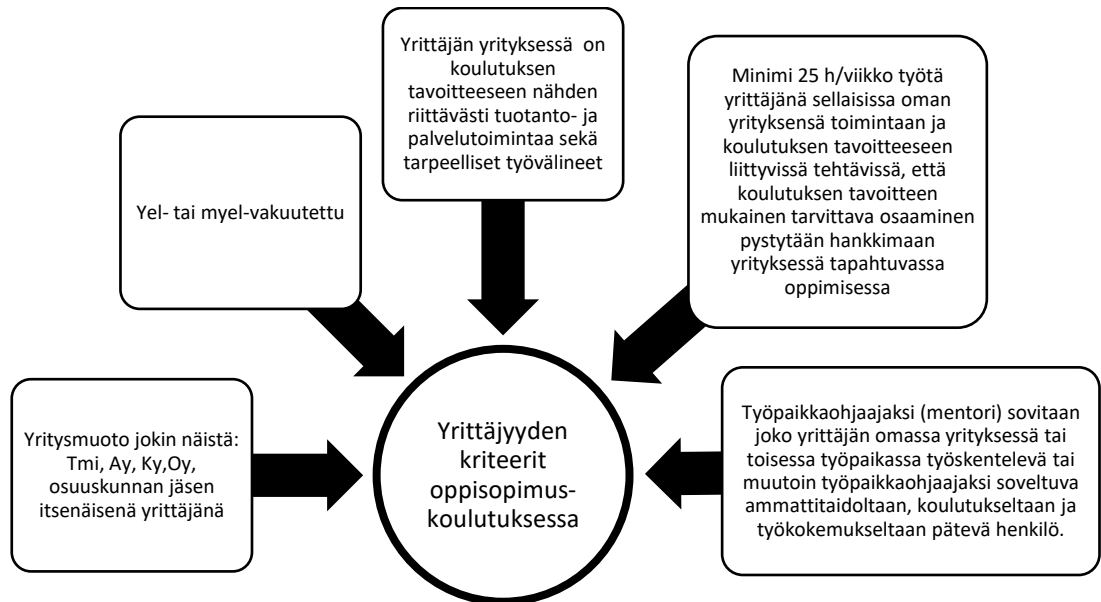 Yritysmuoto jokin näistä:
Tmi, Ay, Ky,Oy,
osuuskunnan jäsen
itsenäisenä yrittäjänä
Yel- tai myel-vakuutettu
Yrittäjän yrityksessä  on
koulutuksen
tavoitteeseen nähden
riittävästi tuotanto- ja
palvelutoimintaa sekä
tarpeelliset työvälineet
Minimi 25 h/viikko työtä
yrittäjänä sellaisissa oman
yrityksensä toimintaan ja
koulutuksen tavoitteeseen
liittyvissä tehtävissä, että
koulutuksen tavoitteen
mukainen tarvittava osaaminen
pystytään hankkimaan
yrityksessä tapahtuvassa
oppimisessa
Työpaikkaohjaajaksi (mentori) sovitaan
joko yrittäjän omassa yrityksessä tai
toisessa työpaikassa työskentelevä tai
muutoin työpaikkaohjaajaksi soveltuva
ammattitaidoltaan, koulutukseltaan ja
työkokemukseltaan pätevä henkilö.
Yrittäjyyden
kriteerit
oppisopimus-
koulutuksessa